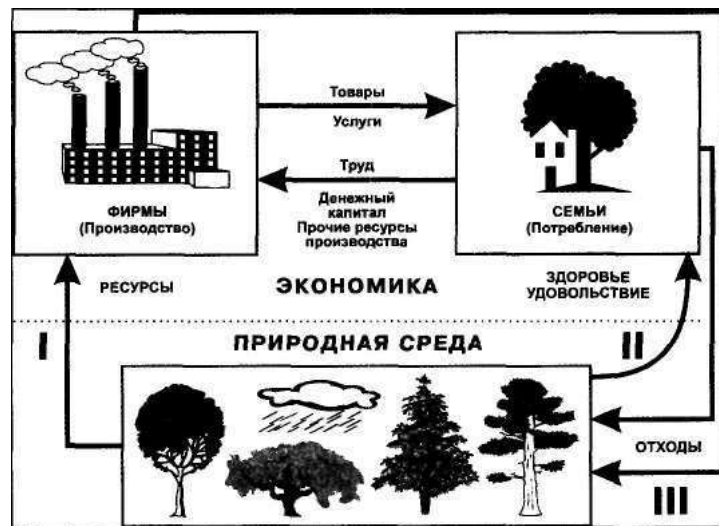 Товары
Услуги
Труд
Денежный
капитал
Прочие ресурсы
производства
ФИРМЫ
(Производство)
СЕМЬИ
(Потребление)
РЕСУРСЫ
ЭКОНОМИКА
ЗДОРОВЬЕ
УДОВОЛЬСТВИЕ
I
ПРИРОДНАЯ СРЕДА
II
ОТХОДЫ
III